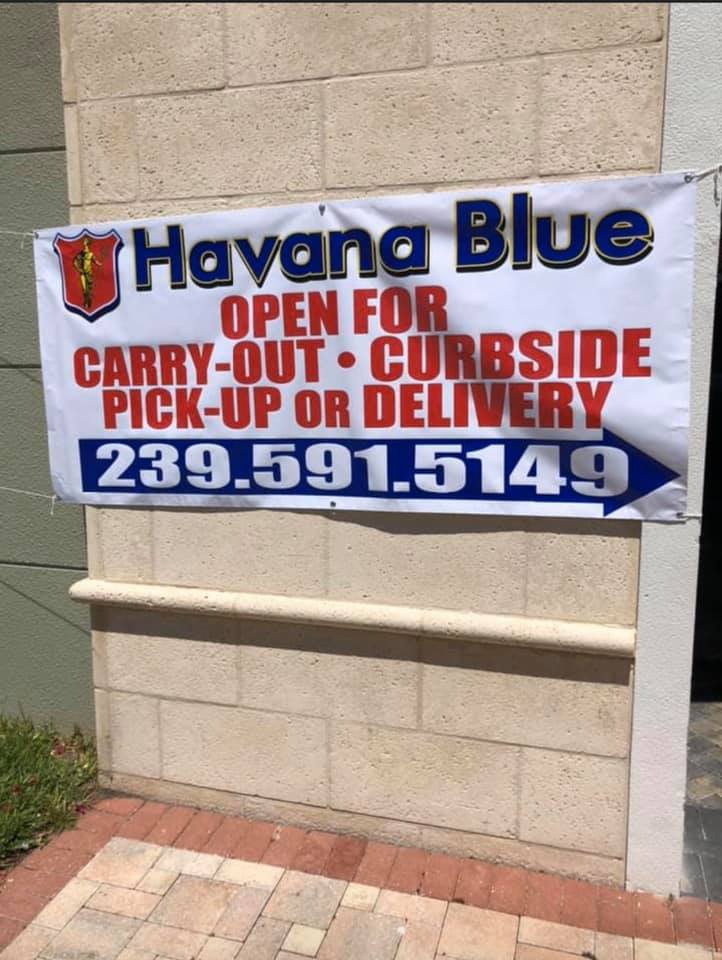 Havana Blue
OPEN FOR
CARRY-OUT • CURBSIDE
PICK-UP OR DELIVERY
239.591.5149